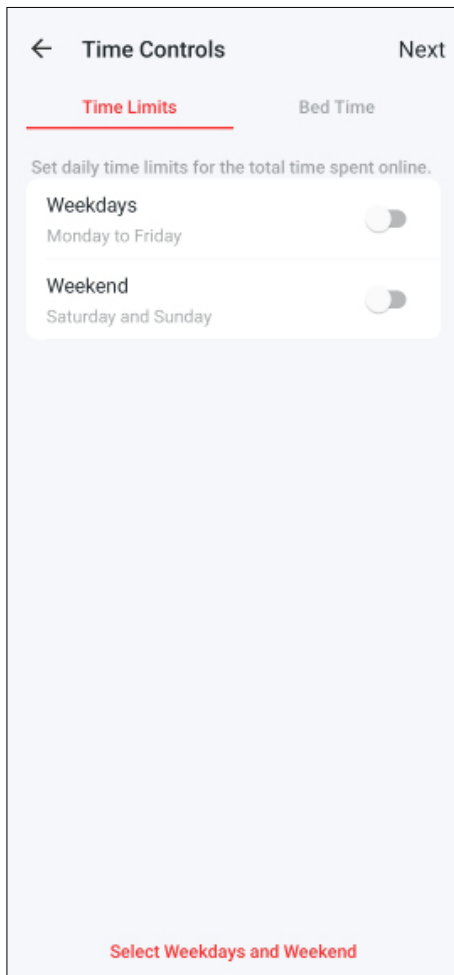 Time Controls Next
Time Limits Bed Time
Set daily time limits for the total time spent online.
Weekdays
Monday to Friday
Weekend
Saturday and Sunday
Select Weekdays and Weekend